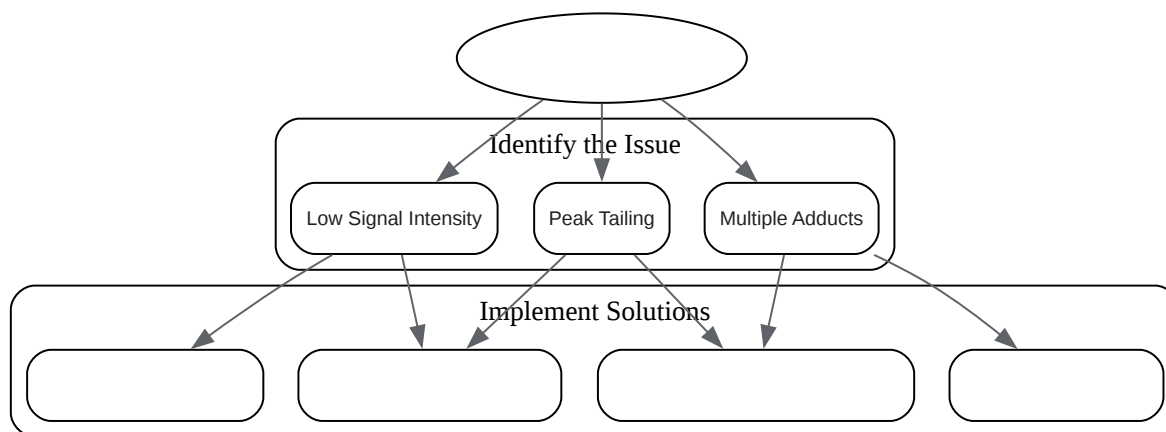 Identify the Issue
Low Signal Intensity
Peak Tailing
Multiple Adducts
Implement Solutions